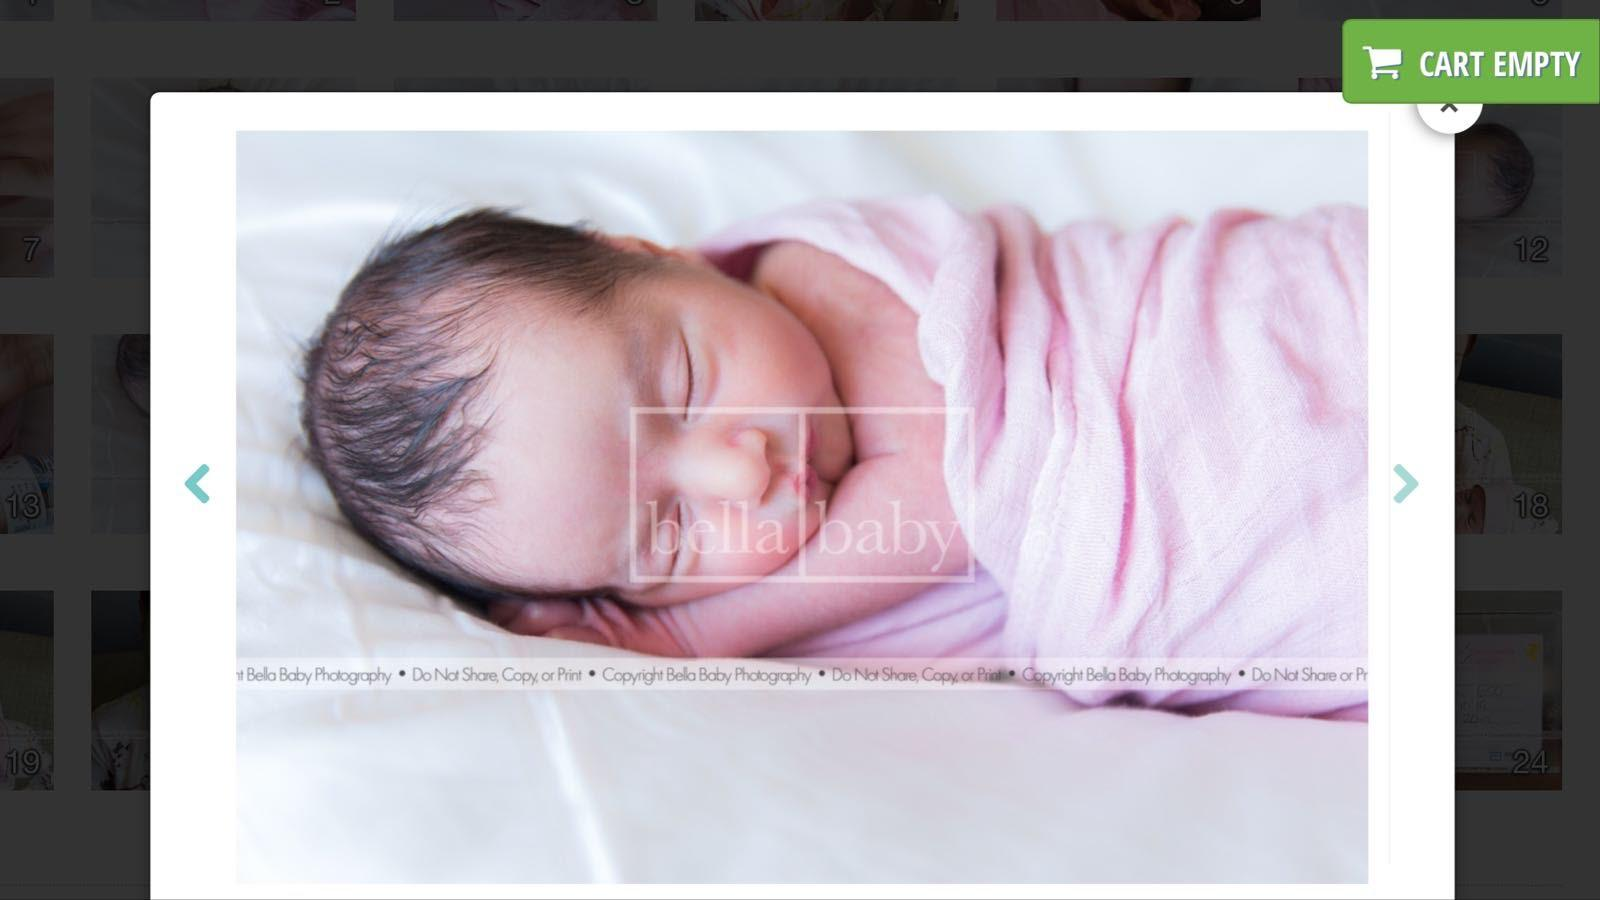 CART EMPTY
7
12
bella baby
t Bella Baby Photography • Do Not Share, Copy, or Print • Copyright Bella Baby Photography • Do Not Share, Copy, or Print • Copyright Bella Baby Photography • Do Not Share or Pr
13
18
19
24